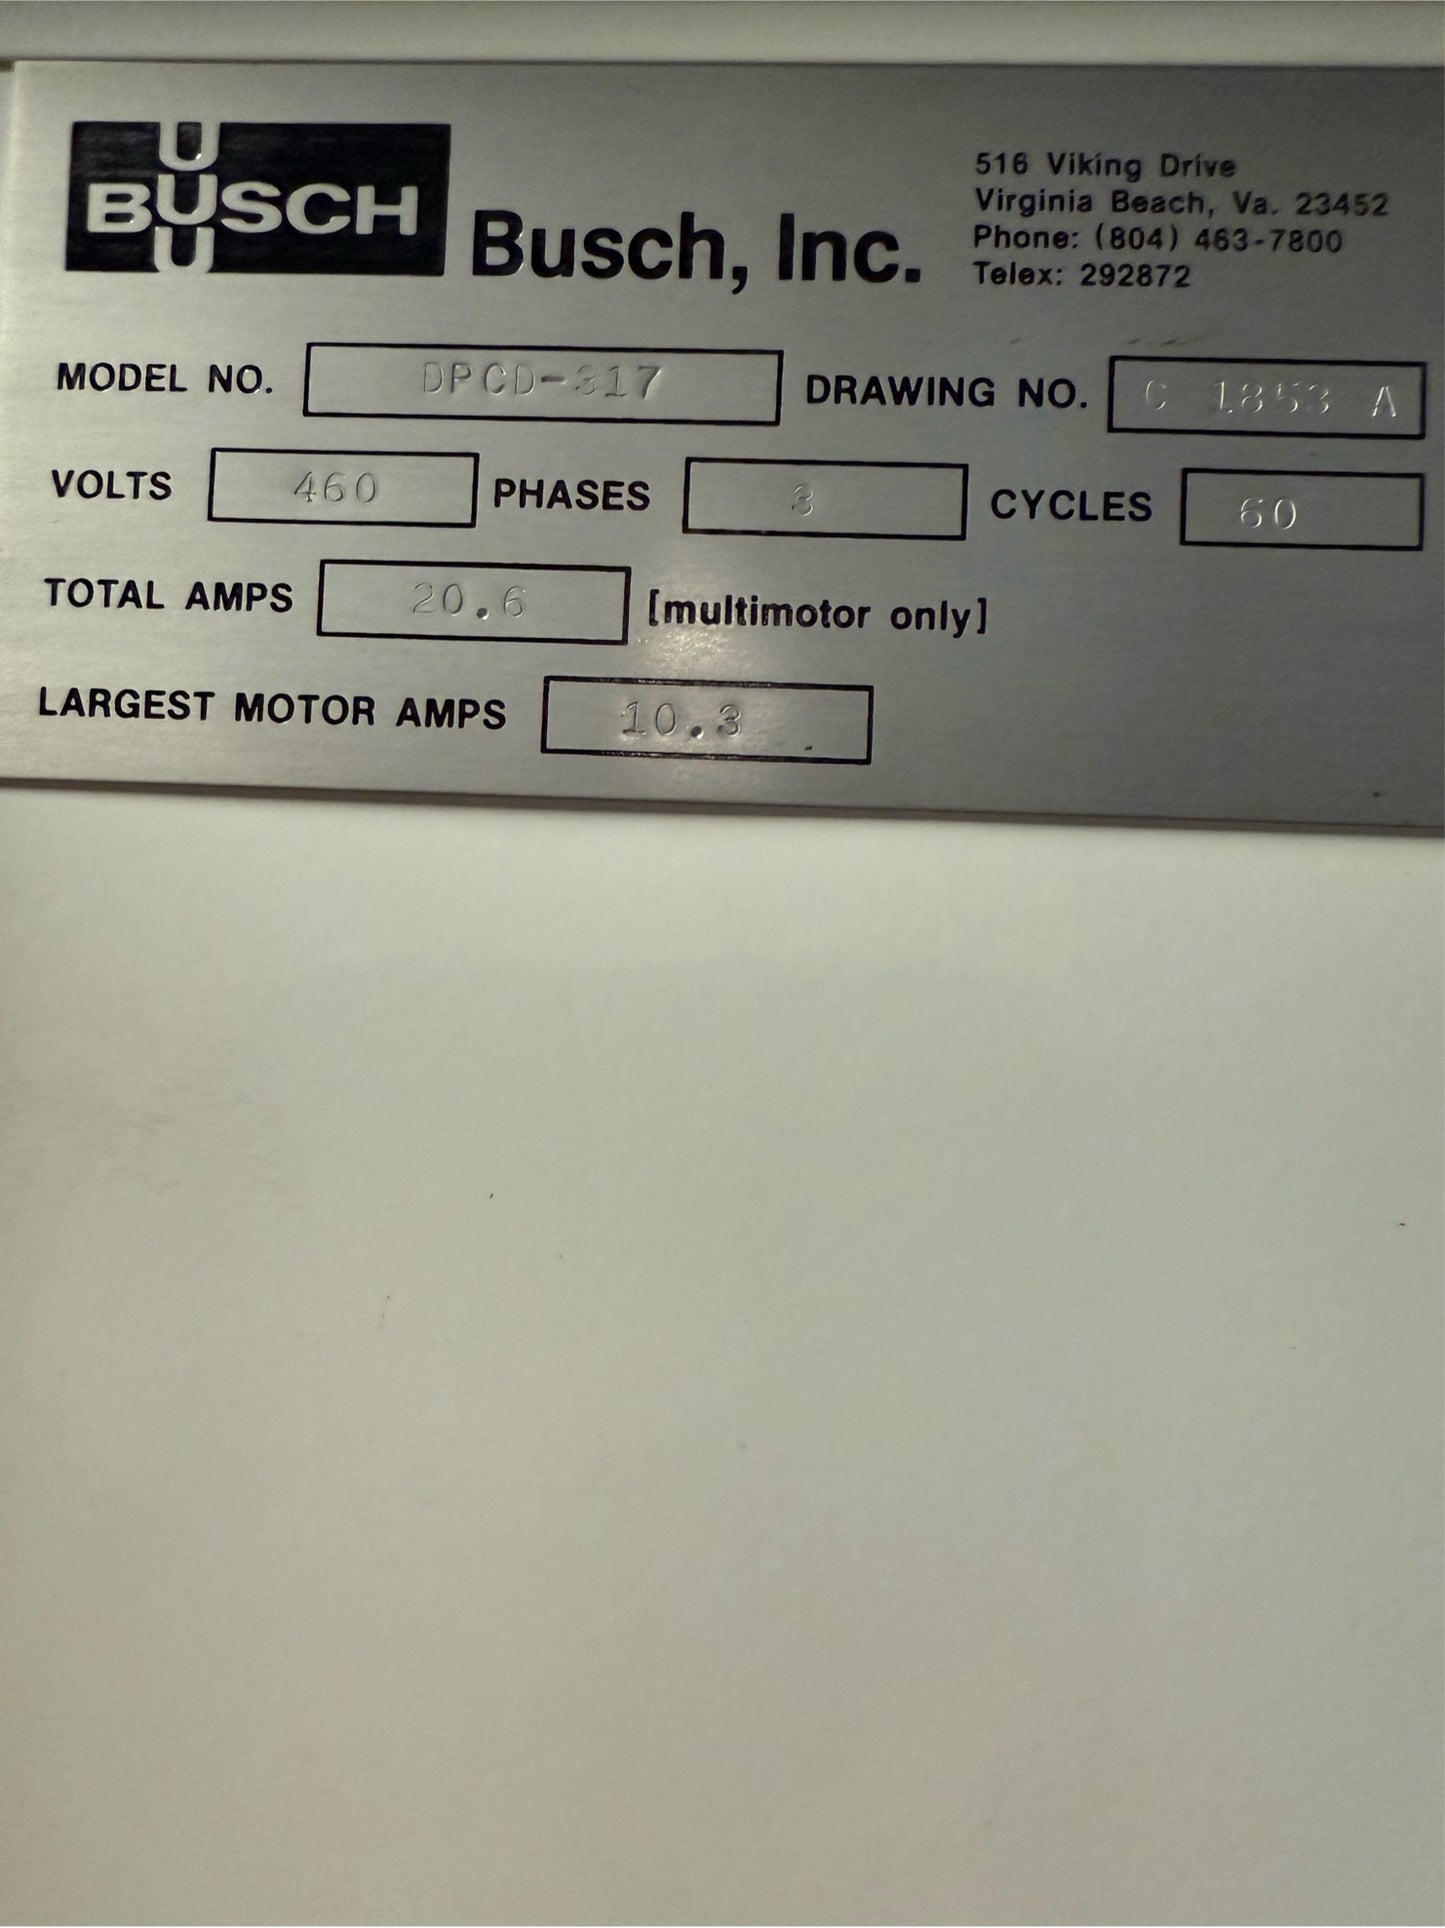 U
BUSCH
U
Busch, Inc.
516 Viking Drive
Virginia Beach, Va. 23452
Phone: (804) 463-7800
Telex: 292872
MODEL NO. DPCD-317 DRAWING NO. C 1853 A
VOLTS 460 PHASES 3 CYCLES 60
TOTAL AMPS 20.6 [multimotor only]
LARGEST MOTOR AMPS 10.3